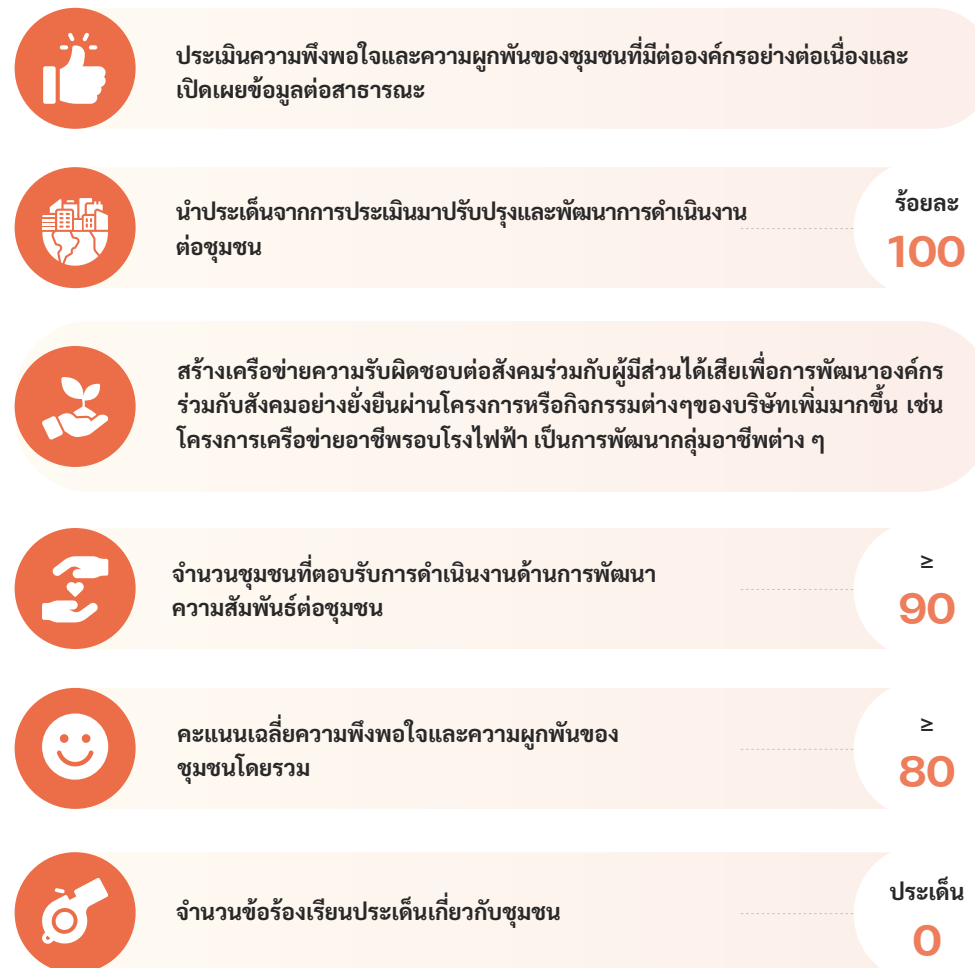 ประเมินความพึงพอใจและความผูกพันของชุมชนที่มีต่อองค์กรอย่างต่อเนื่องและ
เปิดเผยข้อมูลต่อสาธารณะ
นำประเด็นจากการประเมินมาปรับปรุงและพัฒนาการดำเนินงาน
ต่อชุมชน
ร้อยละ
100
สร้างเครือข่ายความรับผิดชอบต่อสังคมร่วมกับผู้มีส่วนได้เสียเพื่อการพัฒนาองค์กร
ร่วมกับสังคมอย่างยั่งยืนผ่านโครงการหรือกิจกรรมต่างๆของบริษัทเพิ่มมากขึ้น เช่น
โครงการเครือข่ายอาชีพรอบโรงไฟฟ้า เป็นการพัฒนากลุ่มอาชีพต่าง ๆ
จำนวนชุมชนที่ตอบรับการดำเนินงานด้านการพัฒนา
ความสัมพันธ์ต่อชุมชน
≥
90
คะแนนเฉลี่ยความพึงพอใจและความผูกพันของ
ชุมชนโดยรวม
≥
80
จำนวนข้อร้องเรียนประเด็นเกี่ยวกับชุมชน
ประเด็น
0